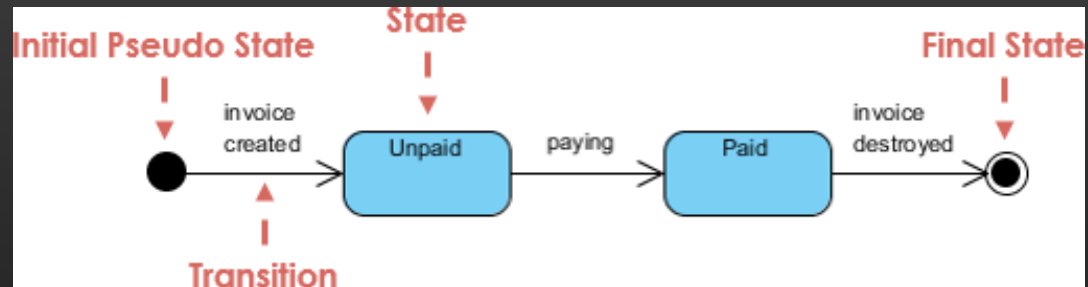 State
Initial Pseudo State
Final State
invoice
created
Unpaid
paying
Paid
invoice
destroyed
Transition